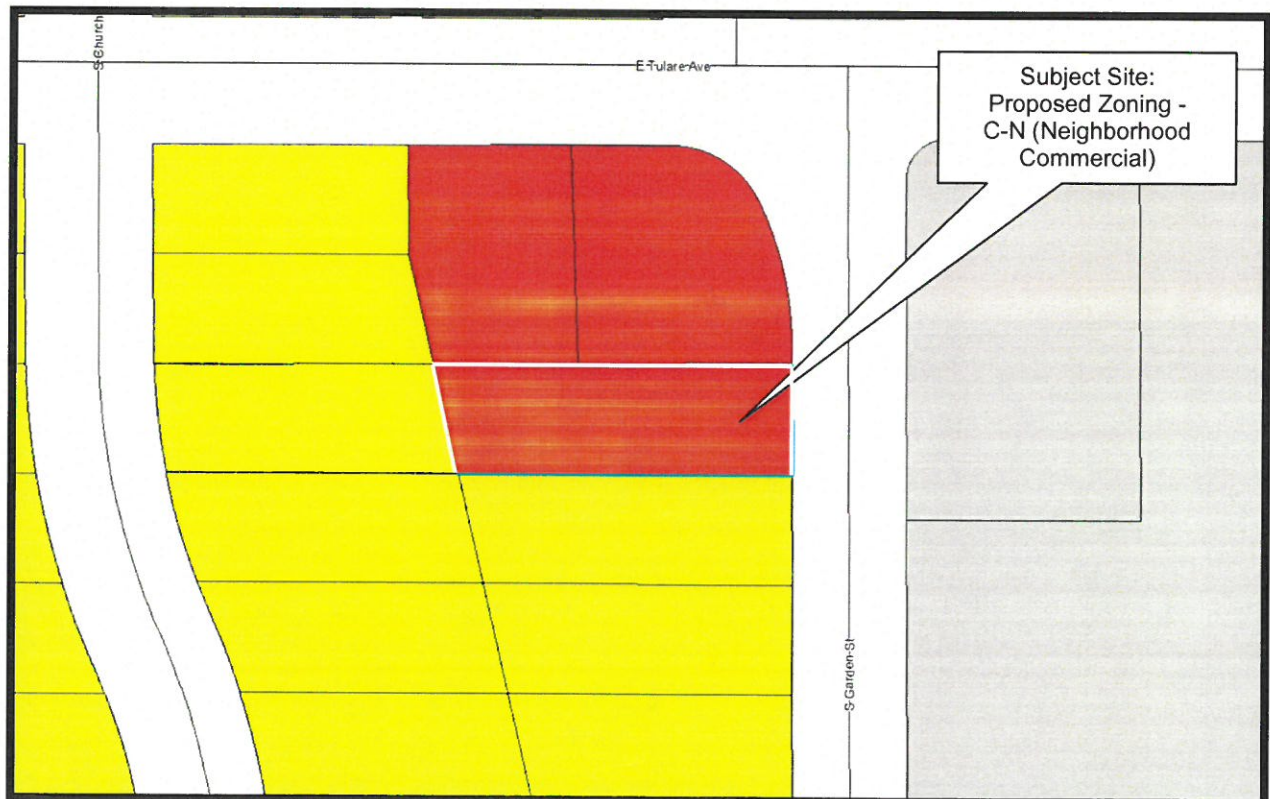 S Church
E Tulare Ave
Subject Site:
Proposed Zoning -
C-N (Neighborhood
Commercial)
S Garden St